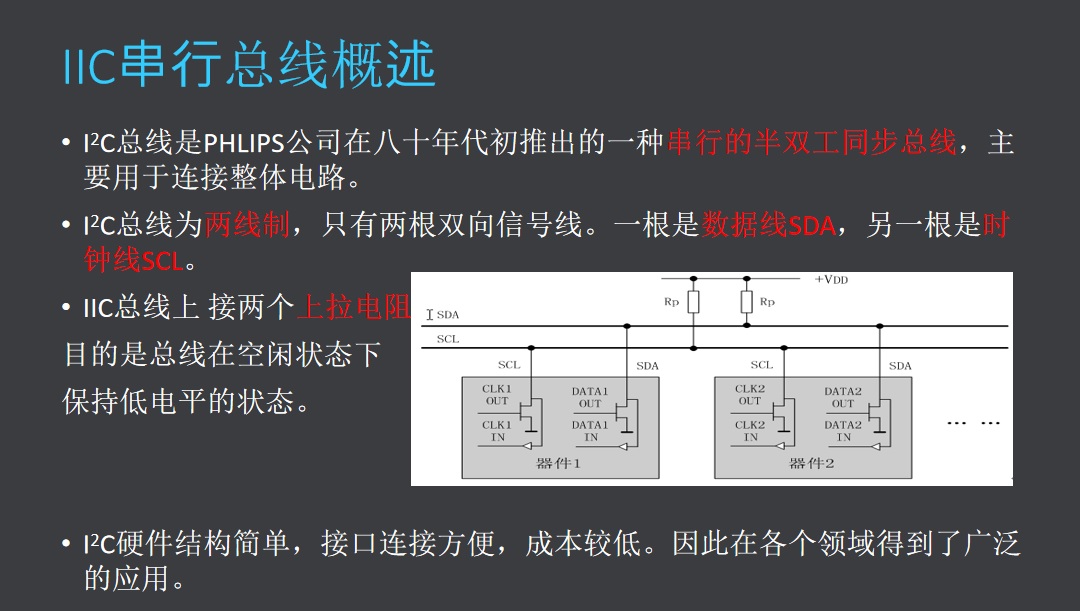 IIC串行总线概述
• I²C总线是PHLIPS公司在八十年代初推出的一种串行的半双工同步总线，主
要用于连接整体电路。
• I²C总线为两线制，只有两根双向信号线。一根是数据线SDA，另一根是时
钟线SCL。
• IIC总线上 接两个上拉电阻
目的是总线在空闲状态下
保持低电平的状态。
+VDD
Rp Rp
SDA
SCL
SCL SDA SCL SDA
CLK1 DATA1 CLK2 DATA2
OUT OUT OUT OUT
CLK1 DATA1 CLK2 DATA2
IN IN IN IN
… …
器件1 器件2
• I²C硬件结构简单，接口连接方便，成本较低。因此在各个领域得到了广泛
的应用。